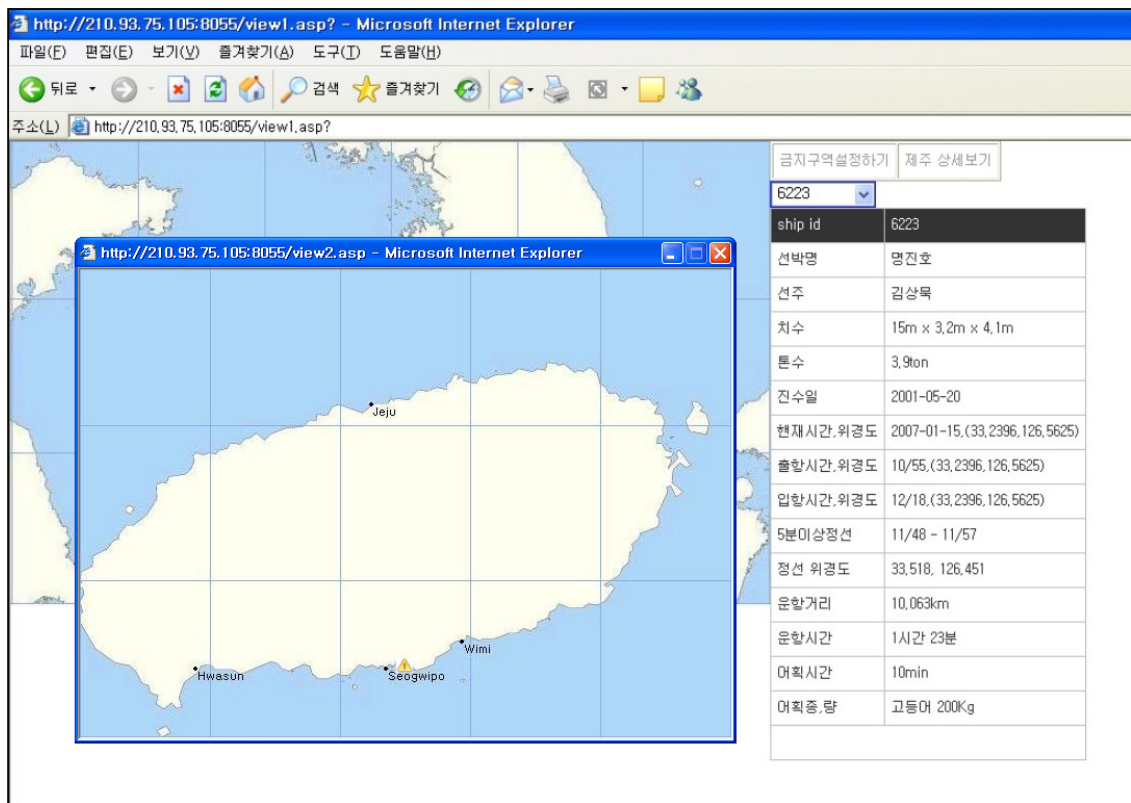 http://210.93.75.105:8055/view1.asp? - Microsoft Internet Explorer
파일(F) 편집(E) 보기(V) 즐겨찾기(A) 도구(T) 도움말(H)
뒤로 검색 즐겨찾기
주소(L) http://210.93.75.105:8055/view1.asp?
금지구역설정하기 제주 상세보기
6223
ship id 6223
선박명 명진호
선주 김상묵
치수 15m x 3.2m x 4.1m
톤수 3.9ton
진수일 2001-05-20
현재시간,위경도 2007-01-15,(33.2396,126.5625)
출항시간,위경도 10/55,(33.2396,126.5625)
입항시간,위경도 12/18,(33.2396,126.5625)
5분이상정선 11/48 - 11/57
정선 위경도 33.518, 126.451
운항거리 10.063km
운항시간 1시간 23분
어획시간 10min
어획종,량 고등어 200Kg
http://210.93.75.105:8055/view2.asp - Microsoft Internet Explorer
Jeju
Wimi
Hwasun
Seogwipo